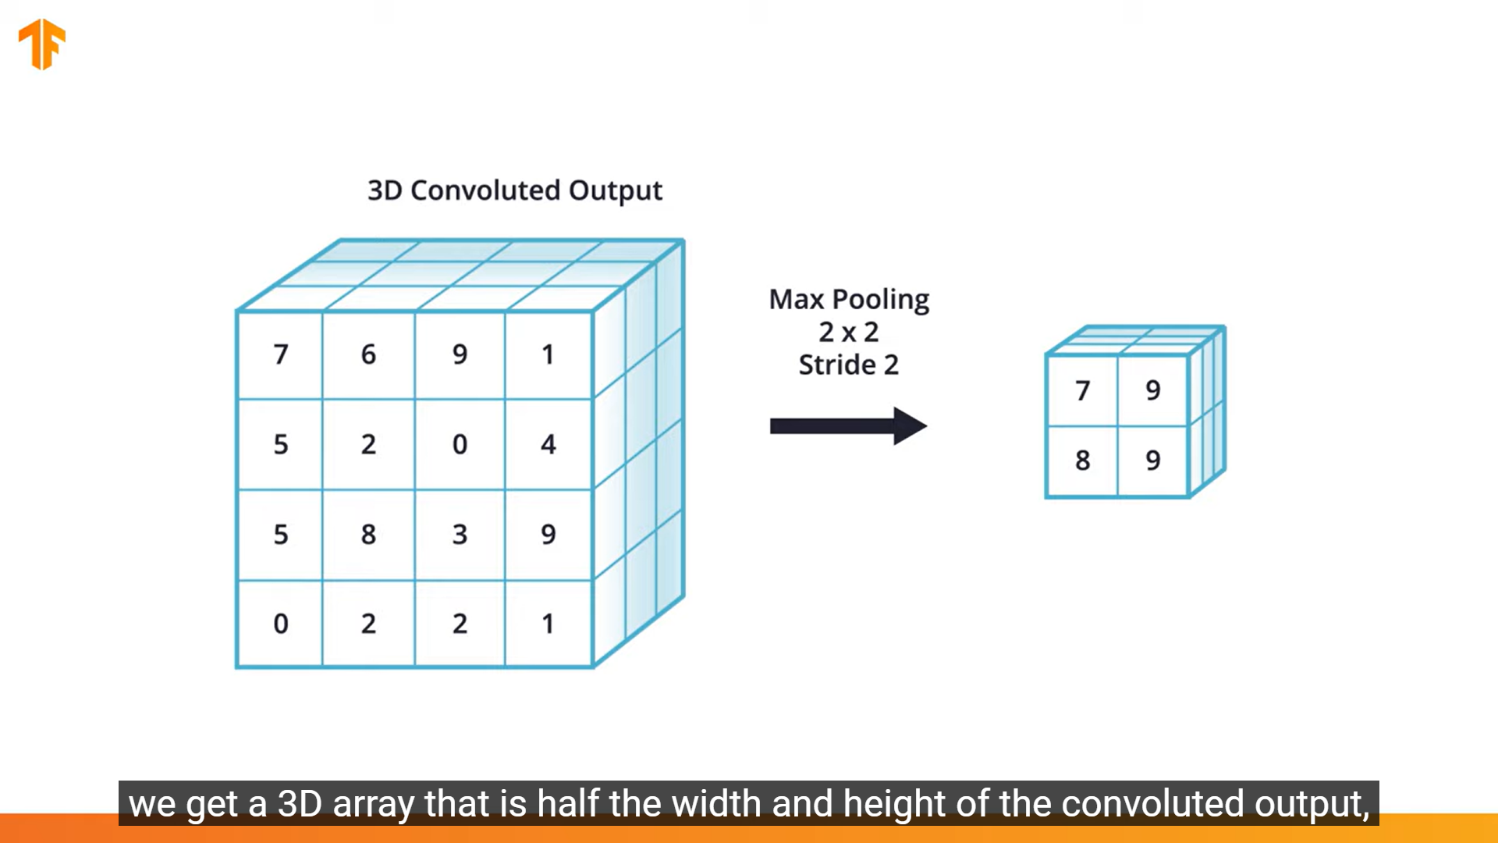 3D Convoluted Output
7 6 9 1
5 2 0 4
5 8 3 9
0 2 2 1
Max Pooling
2 x 2
Stride 2
7 9
8 9
we get a 3D array that is half the width and height of the convoluted output,